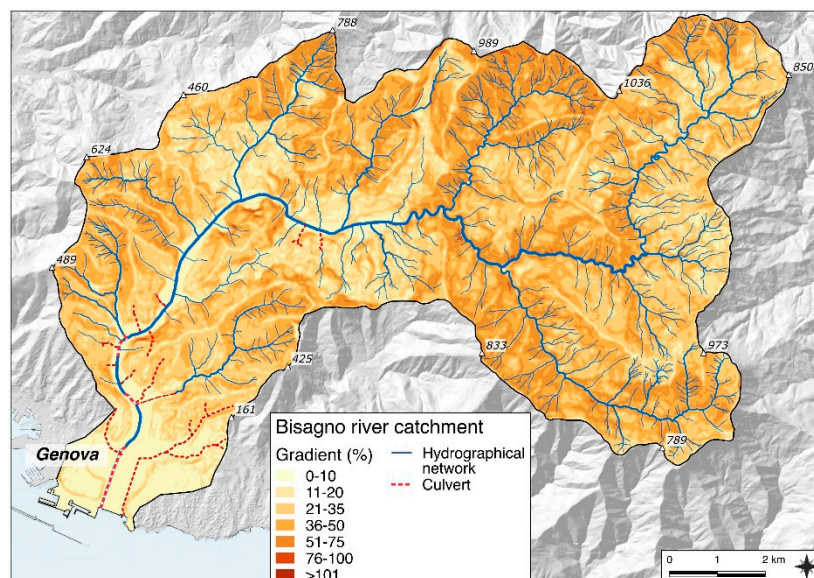 788
989
850
1036
460
624
489
833
973
425
161
789
Genova
Bisagno river catchment
Gradient (%)
0-10
11-20
21-35
36-50
51-75
76-100
>101
Hydrographical
network
Culvert
0 1 2 km